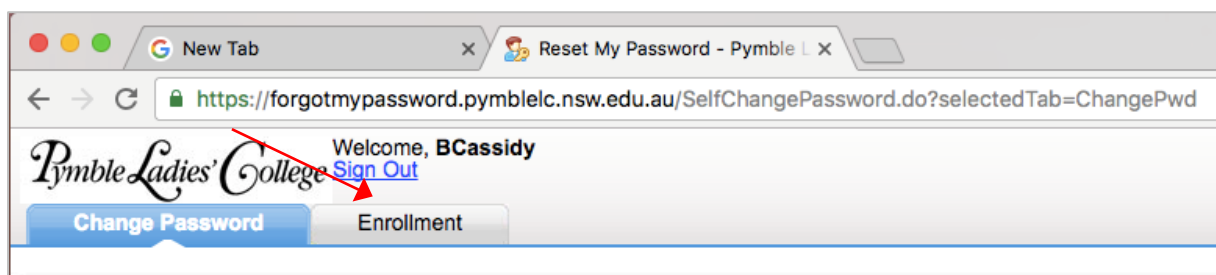 New Tab
Reset My Password - Pymble L
https://forgotmypassword.pymblelc.nsw.edu.au/SelfChangePassword.do?selectedTab=ChangePwd
Pymble Ladies' College
Welcome, BCassidy
Sign Out
Change Password Enrollment